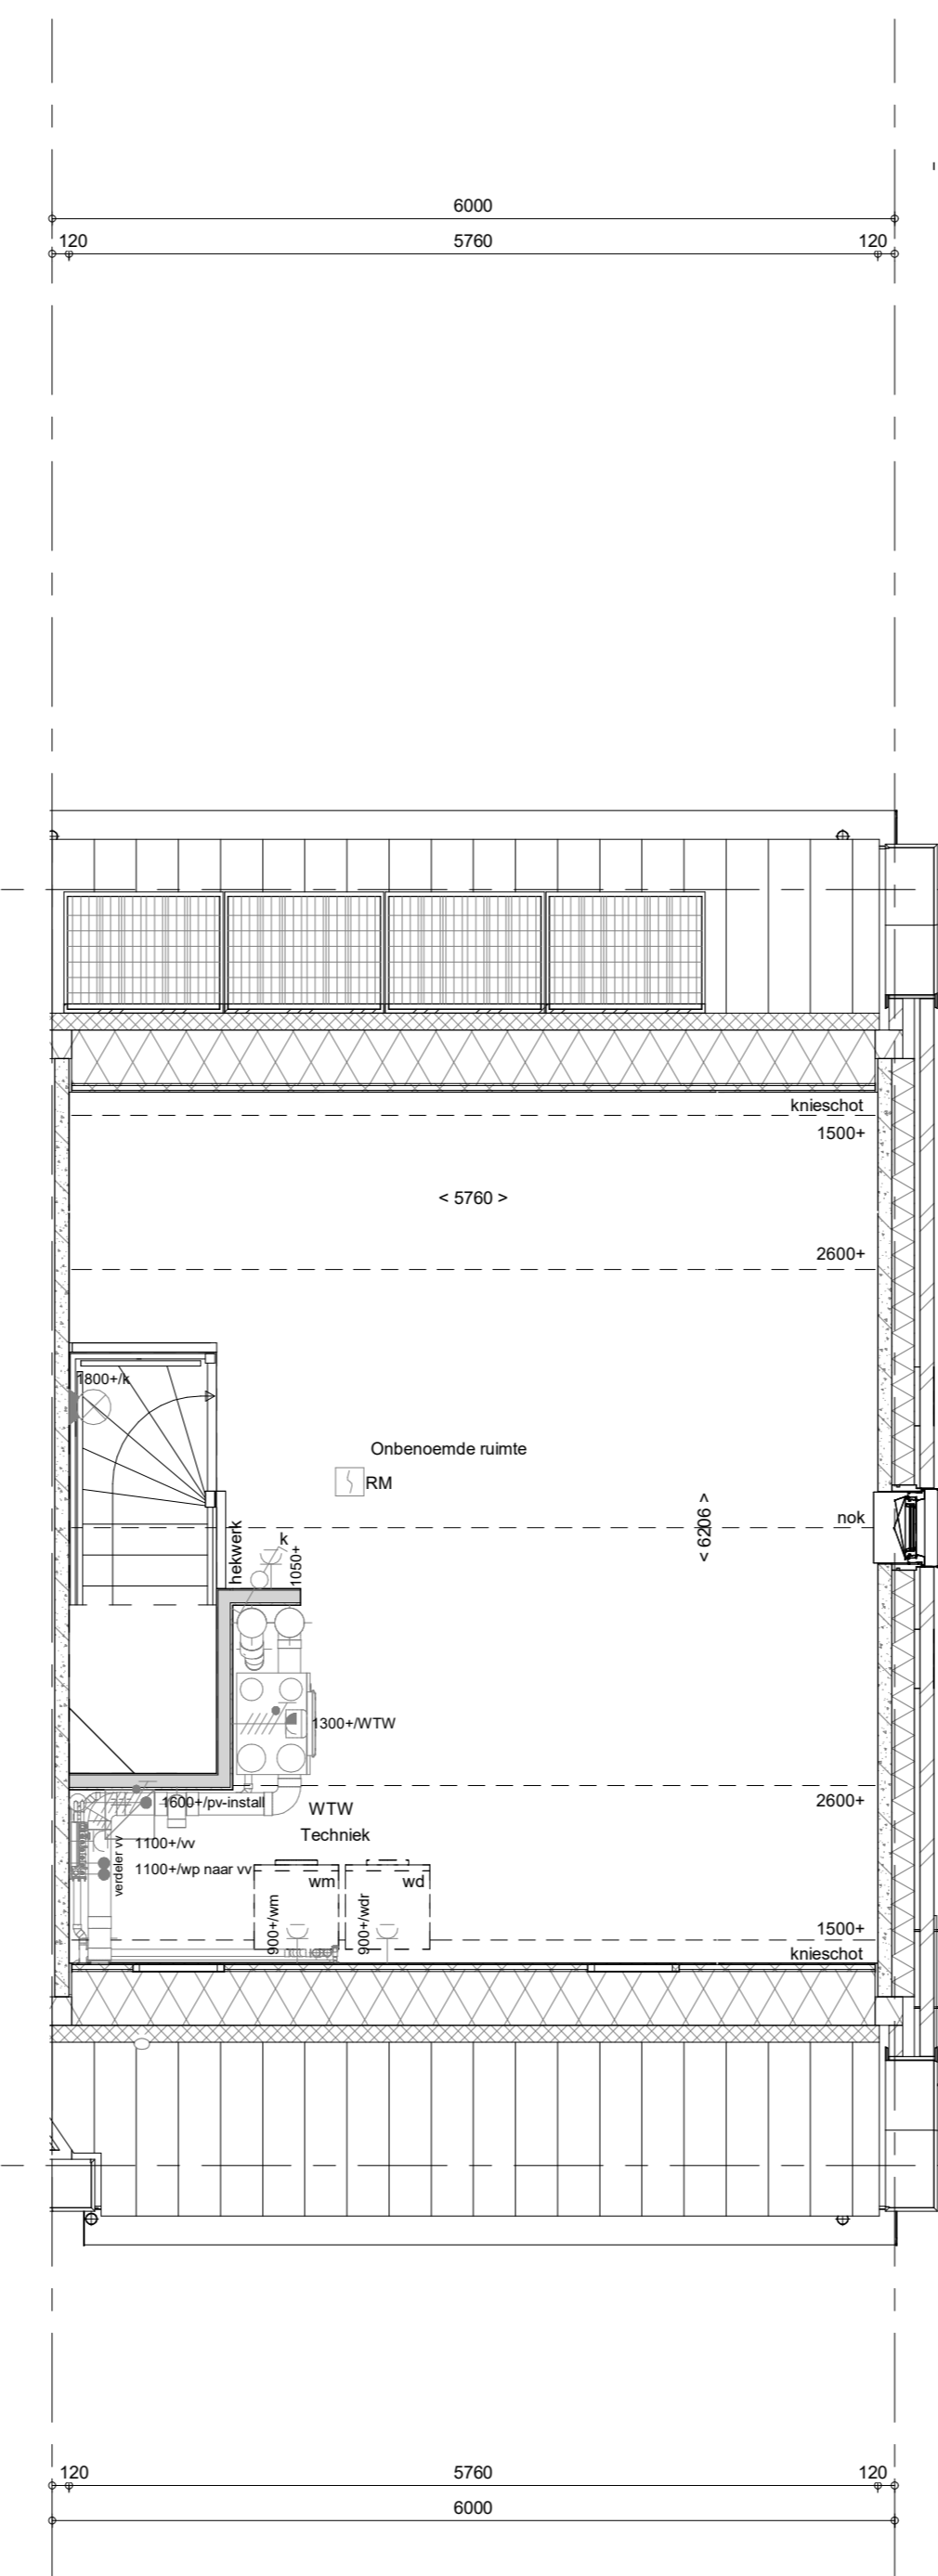 6000
120 5760 120
knieschot
1500+
< 5760 >
2600+
1800+/k
Onbenoemde ruimte
RM
< 6206 >
nok
hekwerk
k
1050+
1300+/WTW
1600+/pv-install
WTW
2600+
Techniek
verdeler vv
1100+/vv
1100+/wp naar vv
wm
wd
900+/wm
900+/wdr
1500+
knieschot
120 5760 120
6000